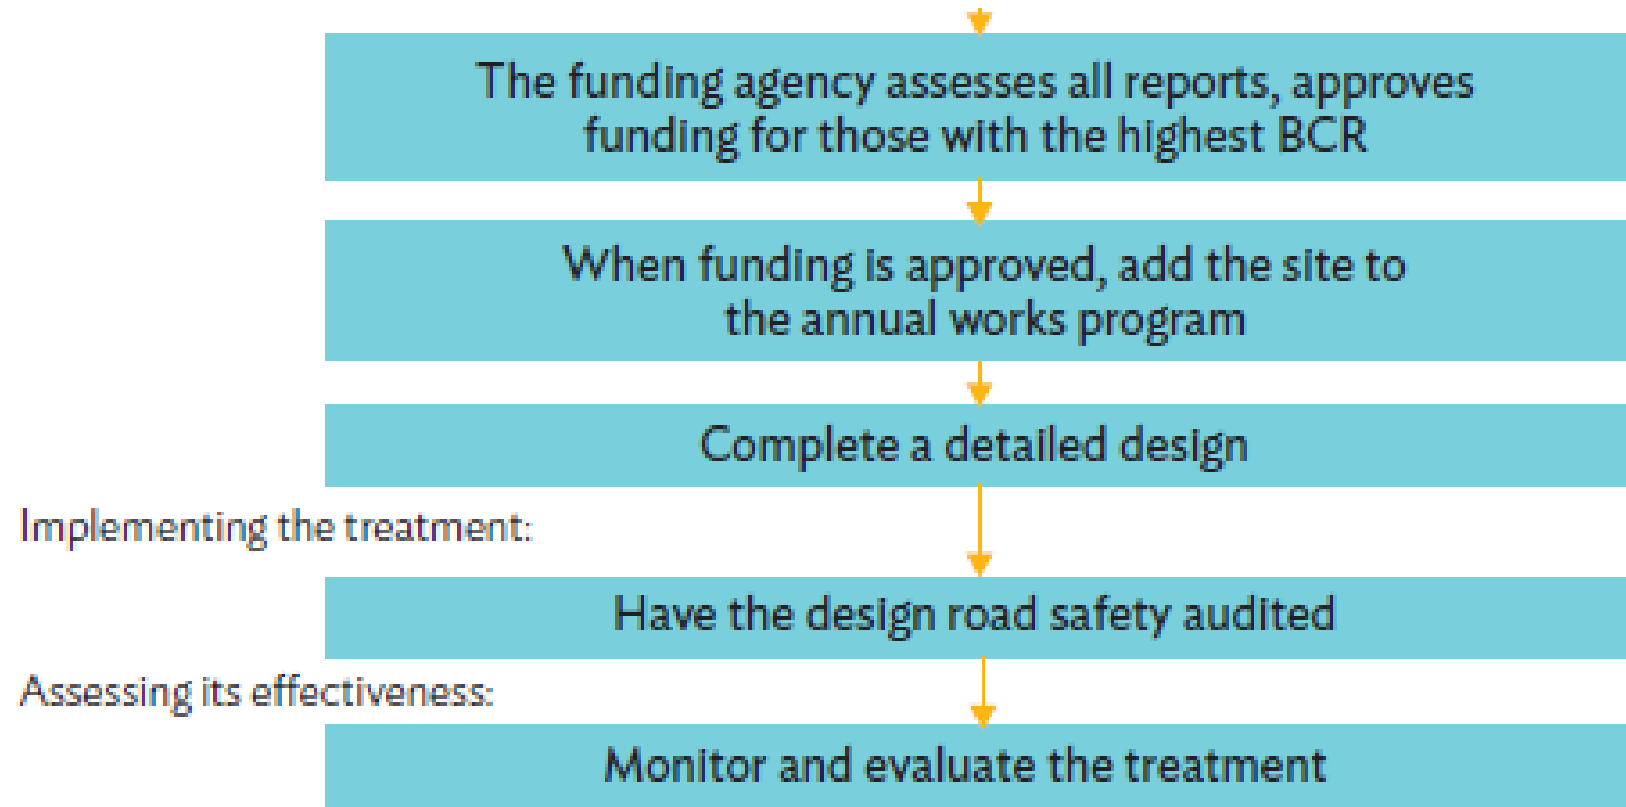 The funding agency assesses all reports, approves
funding for those with the highest BCR
When funding is approved, add the site to
the annual works program
Complete a detailed design
Implementing the treatment:
Have the design road safety audited
Assessing its effectiveness:
Monitor and evaluate the treatment